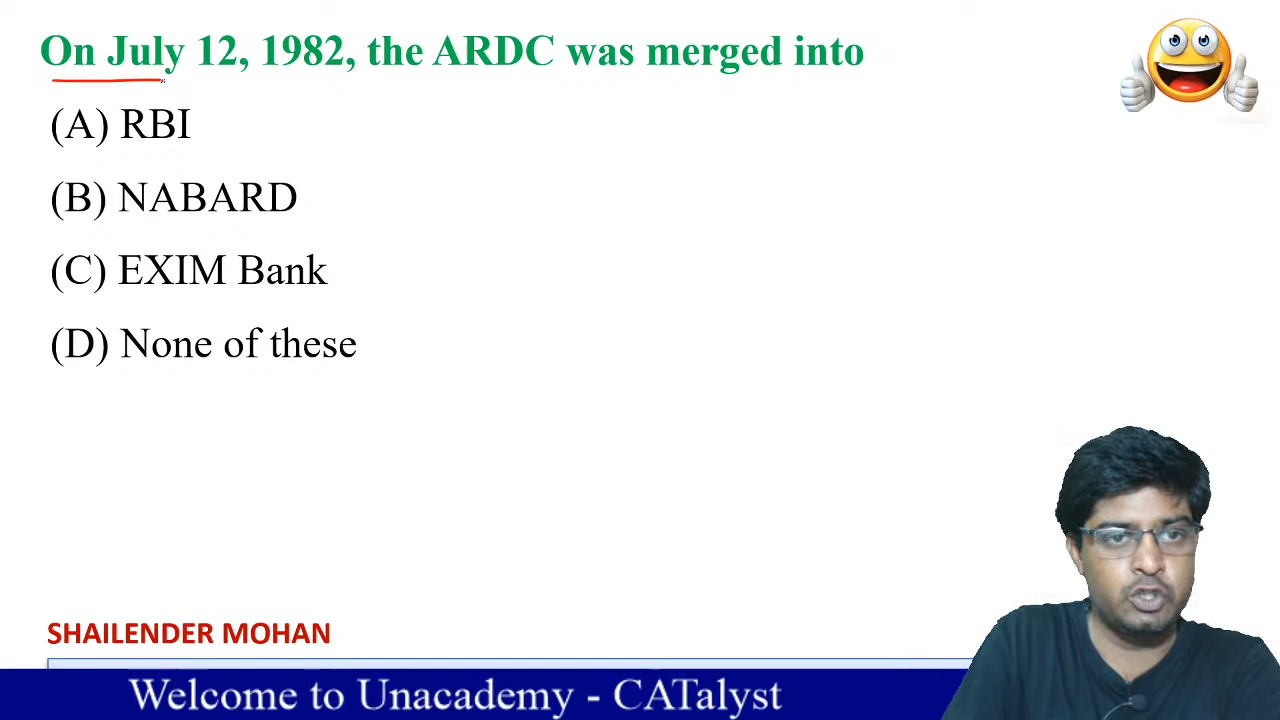 On July 12, 1982, the ARDC was merged into
(A) RBI
(B) NABARD
(C) EXIM Bank
(D) None of these
SHAILENDER MOHAN
Welcome to Unacademy - CATalyst